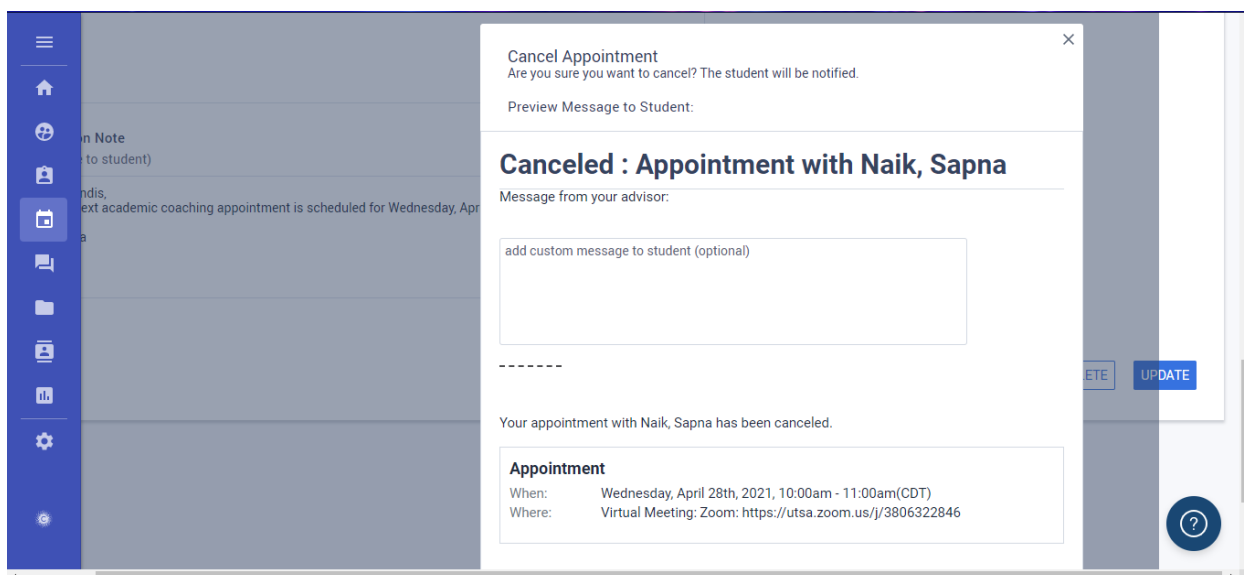 Cancel Appointment
Are you sure you want to cancel? The student will be notified.
Preview Message to Student:
Canceled : Appointment with Naik, Sapna
Message from your advisor:
add custom message to student (optional)
-------
Your appointment with Naik, Sapna has been canceled.
Appointment
When: Wednesday, April 28th, 2021, 10:00am - 11:00am(CDT)
Where: Virtual Meeting: Zoom: https://utsa.zoom.us/j/3806322846
on Note
to student)
ndis,
ext academic coaching appointment is scheduled for Wednesday, Apr
a
ETE
UPDATE